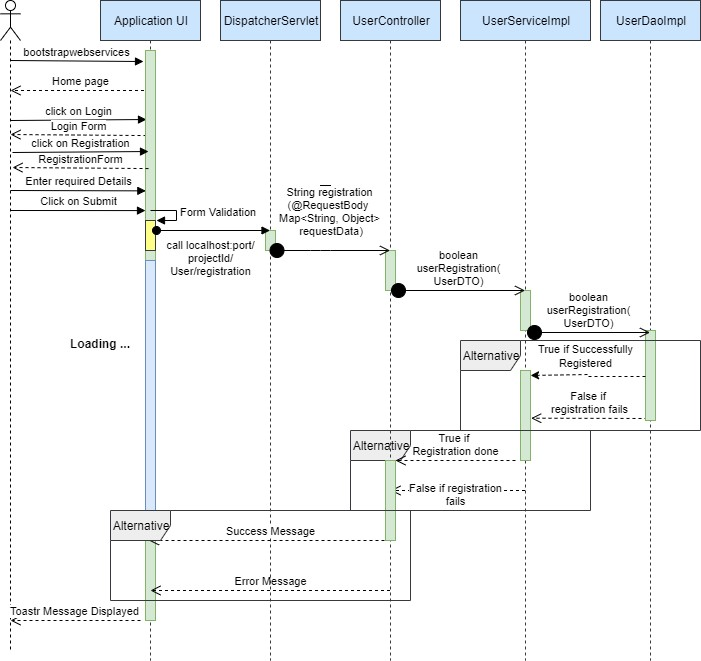 Application UI
DispatcherServlet
UserController
UserServiceImpl
UserDaoImpl
bootstrapwebservices
Home page
click on Login
Login Form
click on Registration
RegistrationForm
Enter required Details
Click on Submit
Form Validation
call localhost:port/
projectId/
User/registration
String registration
(@RequestBody
Map<String, Object>
requestData)
boolean
userRegistration(
UserDTO)
boolean
userRegistration(
UserDTO)
Loading ...
Alternative
True if Successfully
Registered
False if
registration fails
Alternative
True if
Registration done
False if registration
fails
Alternative
Success Message
Error Message
Toastr Message Displayed